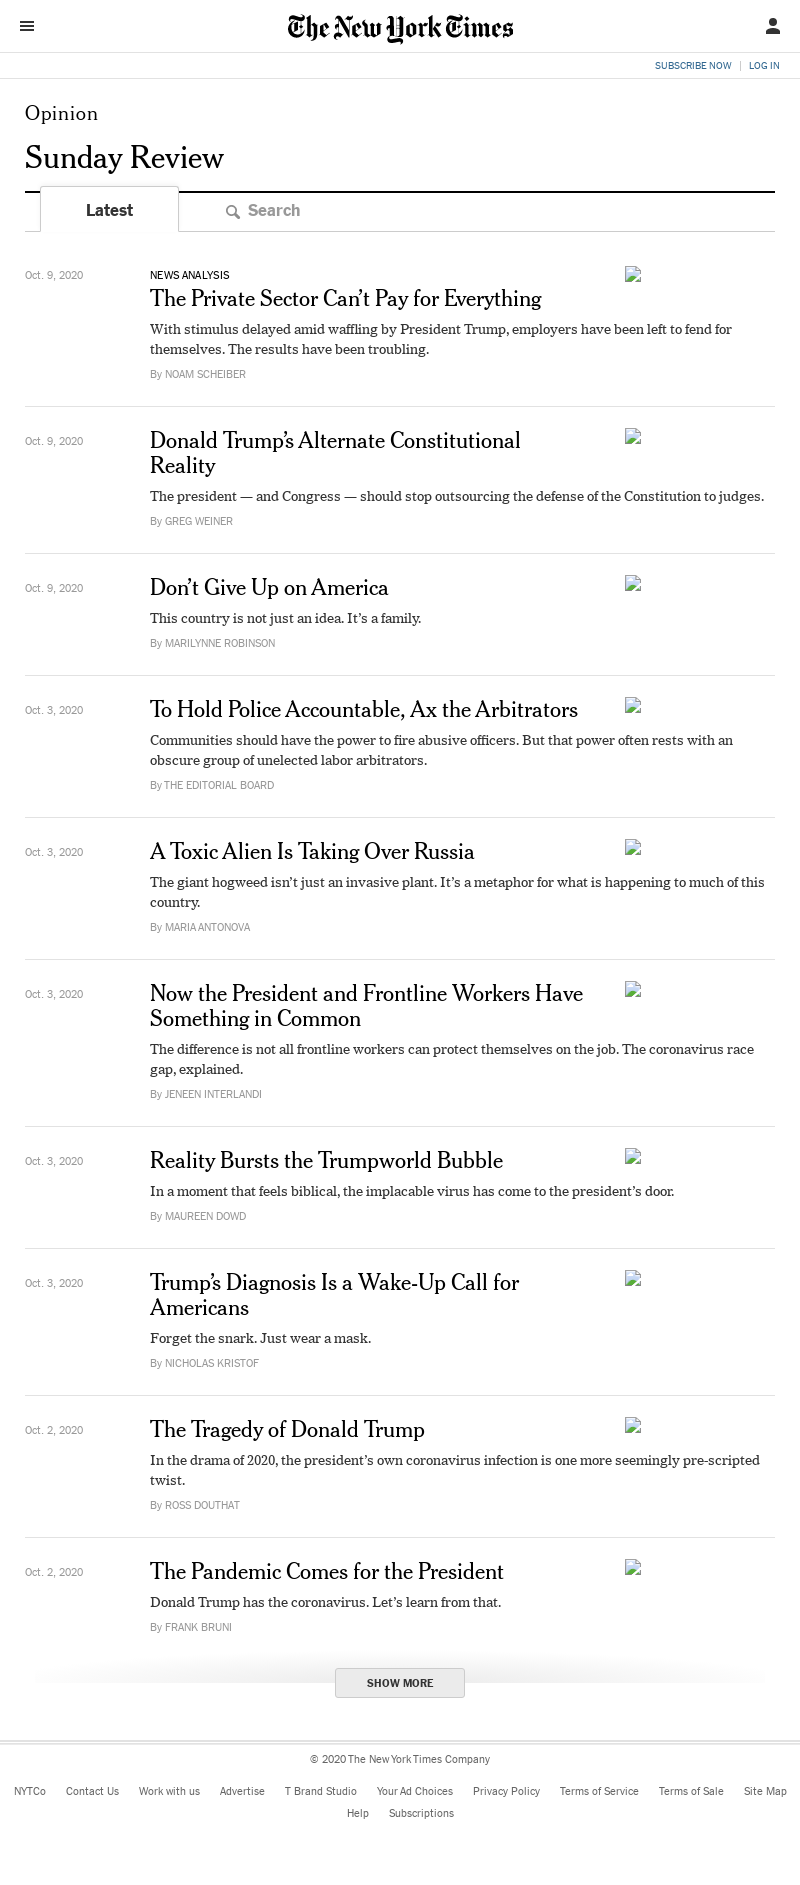 The New York Times
SUBSCRIBE NOW | LOG IN
Opinion
Sunday Review
Latest
Search
Oct. 9, 2020
NEWS ANALYSIS
The Private Sector Can’t Pay for Everything
With stimulus delayed amid waffling by President Trump, employers have been left to fend for
themselves. The results have been troubling.
By NOAM SCHEIBER
Oct. 9, 2020
Donald Trump’s Alternate Constitutional
Reality
The president — and Congress — should stop outsourcing the defense of the Constitution to judges.
By GREG WEINER
Oct. 9, 2020
Don’t Give Up on America
This country is not just an idea. It’s a family.
By MARILYNNE ROBINSON
Oct. 3, 2020
To Hold Police Accountable, Ax the Arbitrators
Communities should have the power to fire abusive officers. But that power often rests with an
obscure group of unelected labor arbitrators.
By THE EDITORIAL BOARD
Oct. 3, 2020
A Toxic Alien Is Taking Over Russia
The giant hogweed isn’t just an invasive plant. It’s a metaphor for what is happening to much of this
country.
By MARIA ANTONOVA
Oct. 3, 2020
Now the President and Frontline Workers Have
Something in Common
The difference is not all frontline workers can protect themselves on the job. The coronavirus race
gap, explained.
By JENEEN INTERLANDI
Oct. 3, 2020
Reality Bursts the Trumpworld Bubble
In a moment that feels biblical, the implacable virus has come to the president’s door.
By MAUREEN DOWD
Oct. 3, 2020
Trump’s Diagnosis Is a Wake-Up Call for
Americans
Forget the snark. Just wear a mask.
By NICHOLAS KRISTOF
Oct. 2, 2020
The Tragedy of Donald Trump
In the drama of 2020, the president’s own coronavirus infection is one more seemingly pre-scripted
twist.
By ROSS DOUTHAT
Oct. 2, 2020
The Pandemic Comes for the President
Donald Trump has the coronavirus. Let’s learn from that.
By FRANK BRUNI
SHOW MORE
© 2020 The New York Times Company
NYTCo Contact Us Work with us Advertise T Brand Studio Your Ad Choices Privacy Policy Terms of Service Terms of Sale Site Map
Help Subscriptions